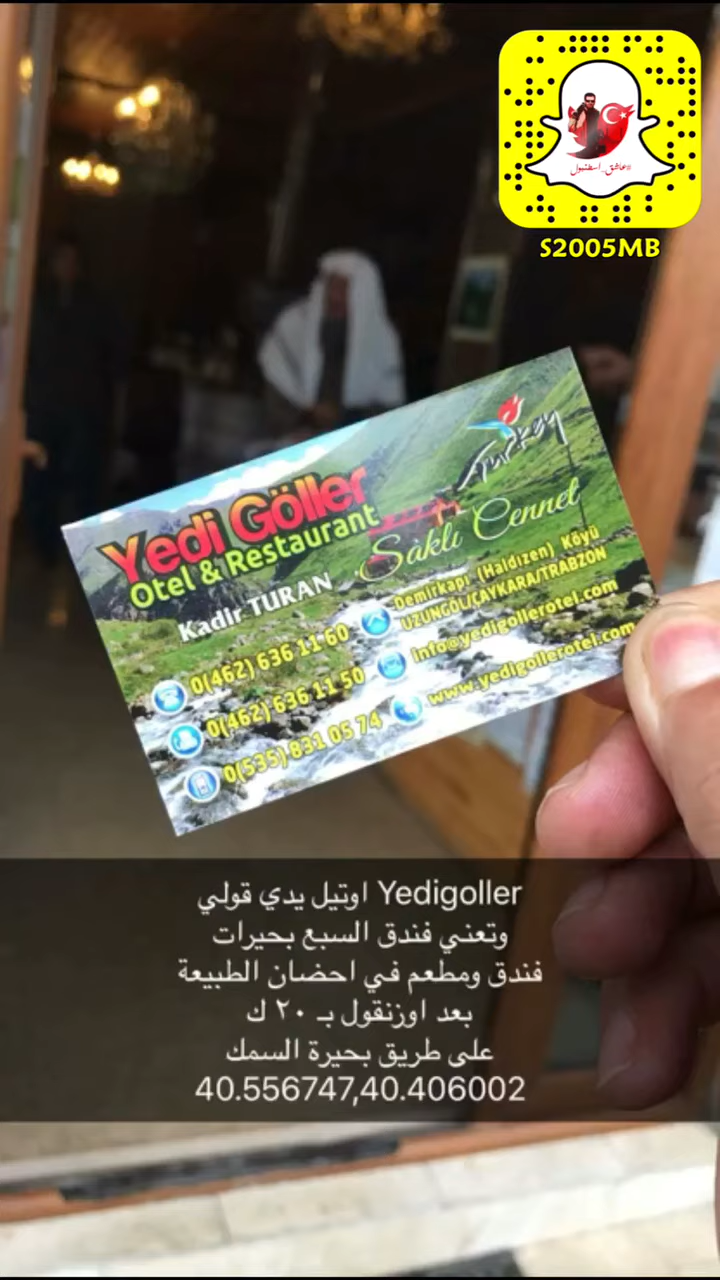 #عاشق_اسطنبول
S2005MB
Turkey
Yedi Göller
Otel & Restaurant
Saklı Cennet
Kadir TURAN
0(462) 636 11 60
0(462) 636 11 50
0(535) 831 05 74
Demirkapı (Haldızen) Köyü
UZUNGÖL/ÇAYKARA/TRABZON
info@yedigollerotel.com
www.yedigollerotel.com
Yedigoller اوتيل يدي قولي
وتعني فندق السبع بحيرات
فندق ومطعم في احضان الطبيعة
بعد اوزنقول بـ ٢٠ ك
على طريق بحيرة السمك
40.556747,40.406002